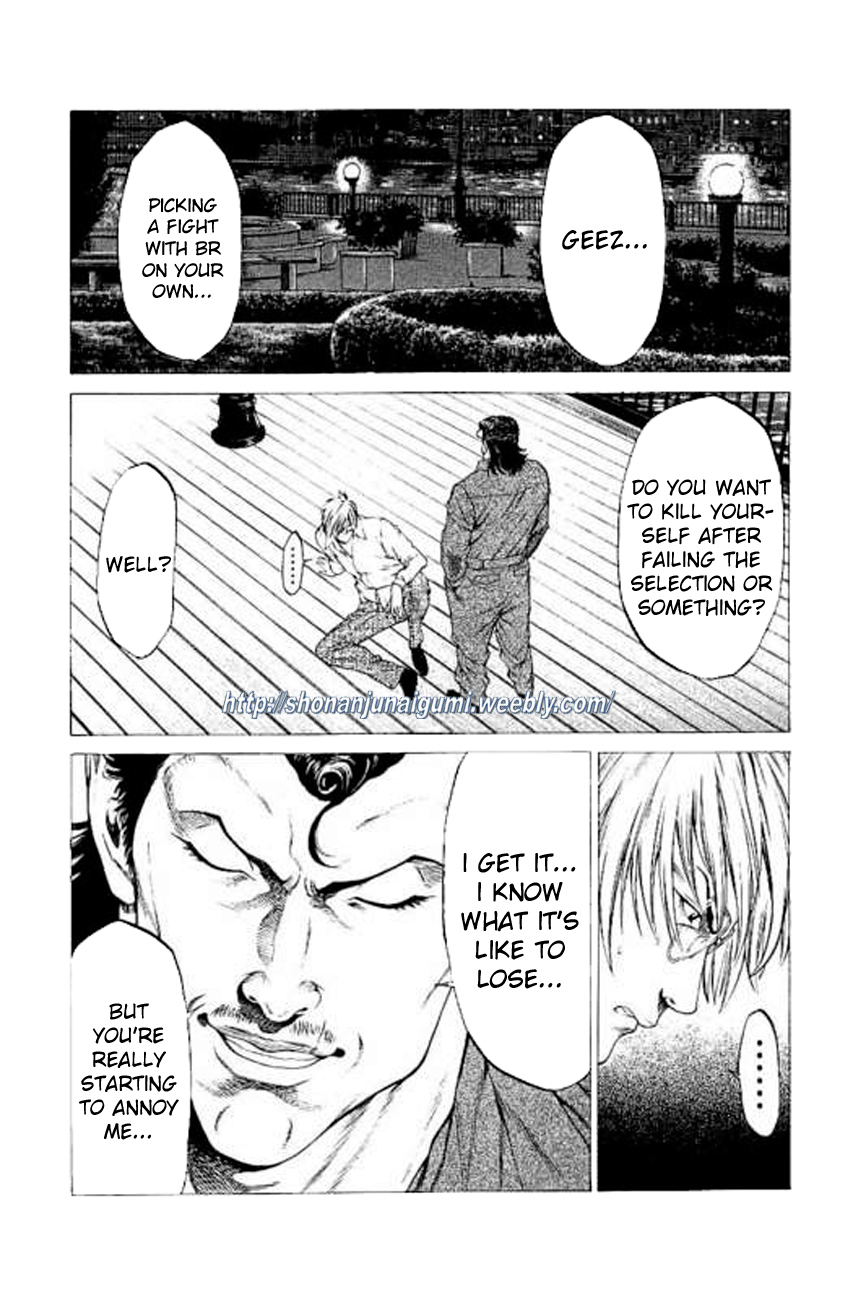 GEEZ...
PICKING
A FIGHT
WITH BR
ON YOUR
OWN...
DO YOU WANT
TO KILL YOUR-
SELF AFTER
FAILING THE
SELECTION OR
SOMETHING?
......
WELL?
http://shonanjunaigumi.weebly.com/
......
I GET IT...
I KNOW
WHAT IT'S
LIKE TO
LOSE...
BUT
YOU'RE
REALLY
STARTING
TO ANNOY
ME...